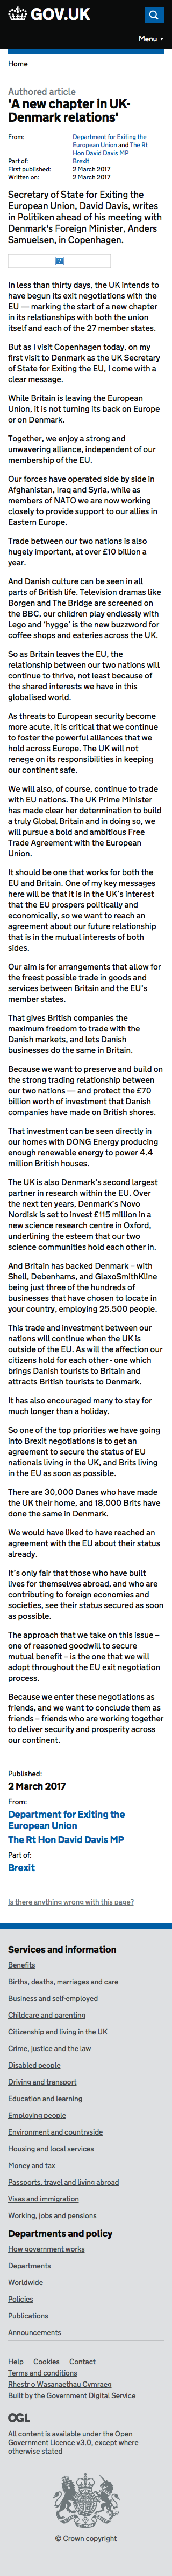 GOV.UK
Menu ▼
Home
Authored article
'A new chapter in UK-
Denmark relations'
From:
Department for Exiting the
European Union and The Rt
Hon David Davis MP
Part of:
Brexit
First published:
2 March 2017
Written on:
2 March 2017
Secretary of State for Exiting the
European Union, David Davis, writes
in Politiken ahead of his meeting with
Denmark's Foreign Minister, Anders
Samuelsen, in Copenhagen.
In less than thirty days, the UK intends to
have begun its exit negotiations with the
EU — marking the start of a new chapter
in its relationships with both the union
itself and each of the 27 member states.
But as I visit Copenhagen today, on my
first visit to Denmark as the UK Secretary
of State for Exiting the EU, I come with a
clear message.
While Britain is leaving the European
Union, it is not turning its back on Europe
or on Denmark.
Together, we enjoy a strong and
unwavering alliance, independent of our
membership of the EU.
Our forces have operated side by side in
Afghanistan, Iraq and Syria, while as
members of NATO we are now working
closely to provide support to our allies in
Eastern Europe.
Trade between our two nations is also
hugely important, at over £10 billion a
year.
And Danish culture can be seen in all
parts of British life. Television dramas like
Borgen and The Bridge are screened on
the BBC, our children play endlessly with
Lego and 'hygge' is the new buzzword for
coffee shops and eateries across the UK.
So as Britain leaves the EU, the
relationship between our two nations will
continue to thrive, not least because of
the shared interests we have in this
globalised world.
As threats to European security become
more acute, it is critical that we continue
to foster the powerful alliances that we
hold across Europe. The UK will not
renege on its responsibilities in keeping
our continent safe.
We will also, of course, continue to trade
with EU nations. The UK Prime Minister
has made clear her determination to build
a truly Global Britain and in doing so, we
will pursue a bold and ambitious Free
Trade Agreement with the European
Union.
It should be one that works for both the
EU and Britain. One of my key messages
here will be that it is in the UK's interest
that the EU prospers politically and
economically, so we want to reach an
agreement about our future relationship
that is in the mutual interests of both
sides.
Our aim is for arrangements that allow for
the freest possible trade in goods and
services between Britain and the EU's
member states.
That gives British companies the
maximum freedom to trade with the
Danish markets, and lets Danish
businesses do the same in Britain.
Because we want to preserve and build on
the strong trading relationship between
our two nations — and protect the £70
billion worth of investment that Danish
companies have made on British shores.
That investment can be seen directly in
our homes with DONG Energy producing
enough renewable energy to power 4.4
million British houses.
The UK is also Denmark's second largest
partner in research within the EU. Over
the next ten years, Denmark's Novo
Nordisk is set to invest £115 million in a
new science research centre in Oxford,
underlining the esteem that our two
science communities hold each other in.
And Britain has backed Denmark – with
Shell, Debenhams, and GlaxoSmithKline
being just three of the hundreds of
businesses that have chosen to locate in
your country, employing 25.500 people.
This trade and investment between our
nations will continue when the UK is
outside of the EU. As will the affection our
citizens hold for each other - one which
brings Danish tourists to Britain and
attracts British tourists to Denmark.
It has also encouraged many to stay for
much longer than a holiday.
So one of the top priorities we have going
into Brexit negotiations is to get an
agreement to secure the status of EU
nationals living in the UK, and Brits living
in the EU as soon as possible.
There are 30,000 Danes who have made
the UK their home, and 18,000 Brits have
done the same in Denmark.
We would have liked to have reached an
agreement with the EU about their status
already.
It's only fair that those who have built
lives for themselves abroad, and who are
contributing to foreign economies and
societies, see their status secured as soon
as possible.
The approach that we take on this issue –
one of reasoned goodwill to secure
mutual benefit – is the one that we will
adopt throughout the EU exit negotiation
process.
Because we enter these negotiations as
friends, and we want to conclude them as
friends – friends who are working together
to deliver security and prosperity across
our continent.
Published:
2 March 2017
From:
Department for Exiting the
European Union
The Rt Hon David Davis MP
Part of:
Brexit
Is there anything wrong with this page?
Services and information
Benefits
Births, deaths, marriages and care
Business and self-employed
Childcare and parenting
Citizenship and living in the UK
Crime, justice and the law
Disabled people
Driving and transport
Education and learning
Employing people
Environment and countryside
Housing and local services
Money and tax
Passports, travel and living abroad
Visas and immigration
Working, jobs and pensions
Departments and policy
How government works
Departments
Worldwide
Policies
Publications
Announcements
Help Cookies Contact
Terms and conditions
Rhestr o Wasanaethau Cymraeg
Built by the Government Digital Service
OGL
All content is available under the Open
Government Licence v3.0, except where
otherwise stated
© Crown copyright